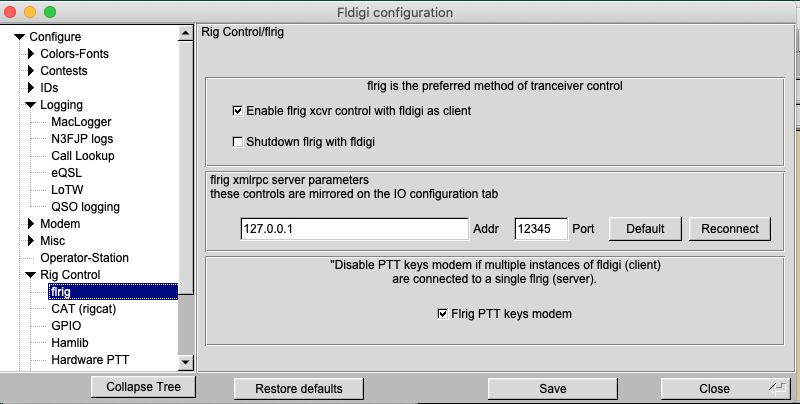 Fldigi configuration
Configure
Colors-Fonts
Contests
IDs
Logging
MacLogger
N3FJP logs
Call Lookup
eQSL
LoTW
QSO logging
Modem
Misc
Operator-Station
Rig Control
flrig
CAT (rigcat)
GPIO
Hamlib
Hardware PTT
Collapse Tree
Rig Control/flrig
flrig is the preferred method of tranceiver control
Enable flrig xcvr control with fldigi as client
Shutdown flrig with fldigi
flrig xmlrpc server parameters
these controls are mirrored on the IO configuration tab
127.0.0.1 Addr 12345 Port Default Reconnect
"Disable PTT keys modem if multiple instances of fldigi (client)
are connected to a single flrig (server).
Flrig PTT keys modem
Restore defaults Save Close